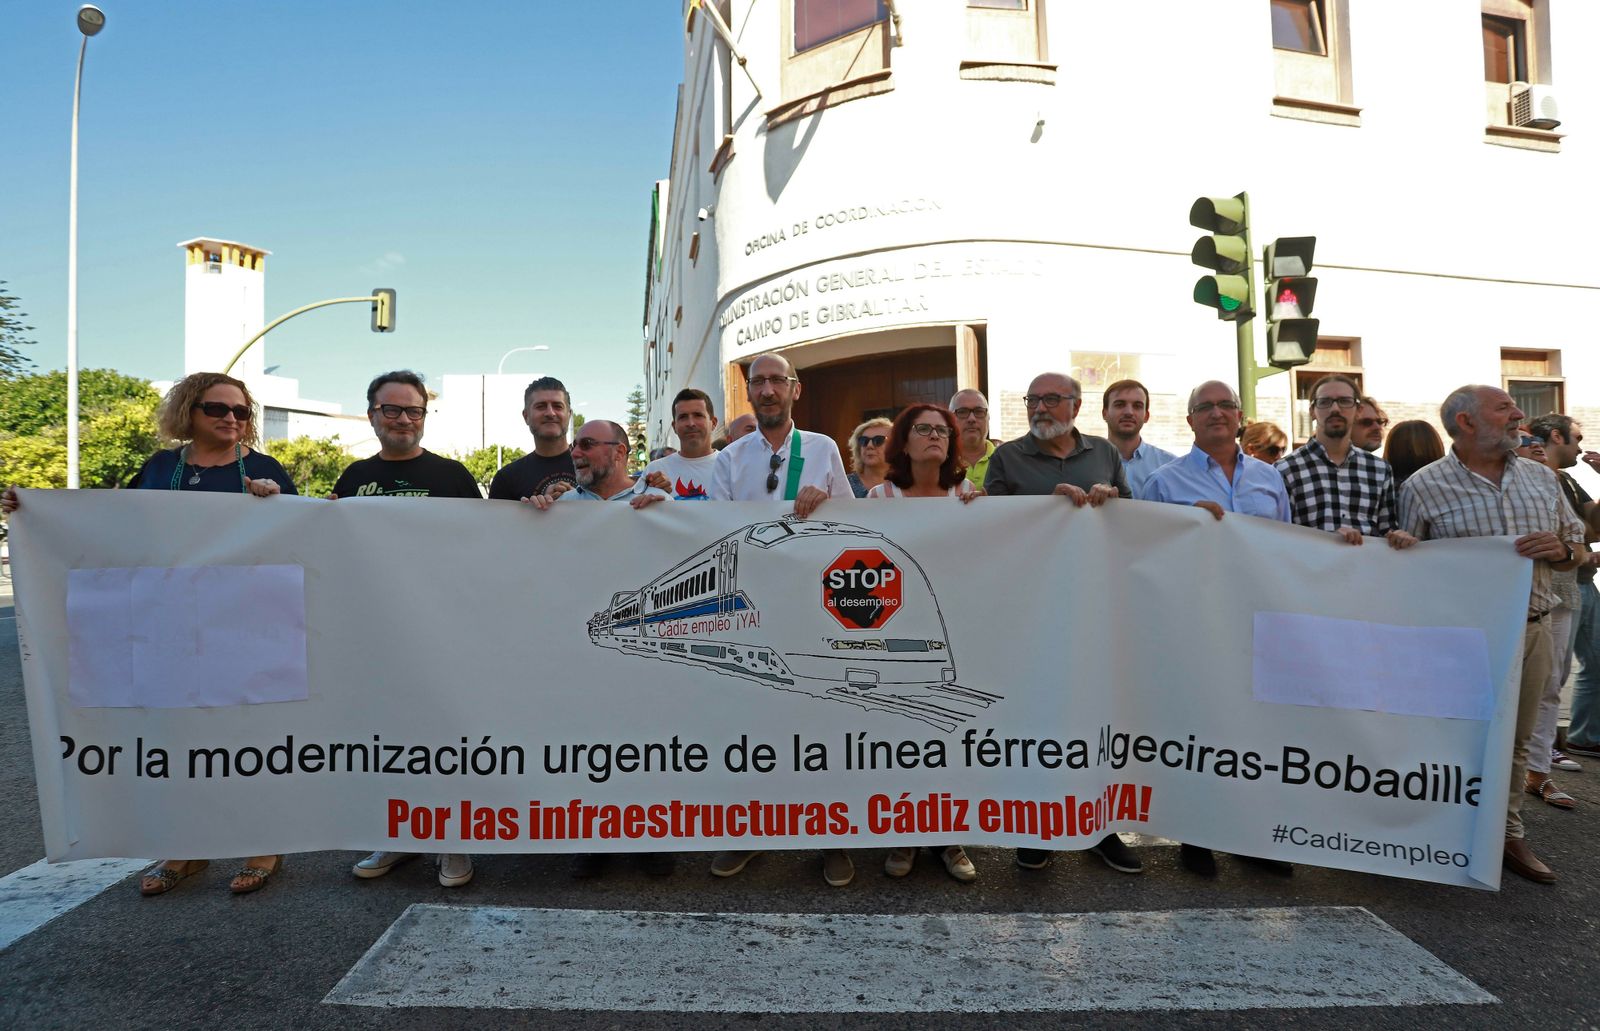 OFICINA DE COORDINACIÓN
ADMINISTRACIÓN GENERAL DEL ESTADO
CAMPO DE GIBRALTAR
STOP
al desempleo
Cádiz empleo ¡YA!
Por la modernización urgente de la línea férrea Algeciras-Bobadilla
Por las infraestructuras. Cádiz empleo ¡YA!
#Cadizempleo